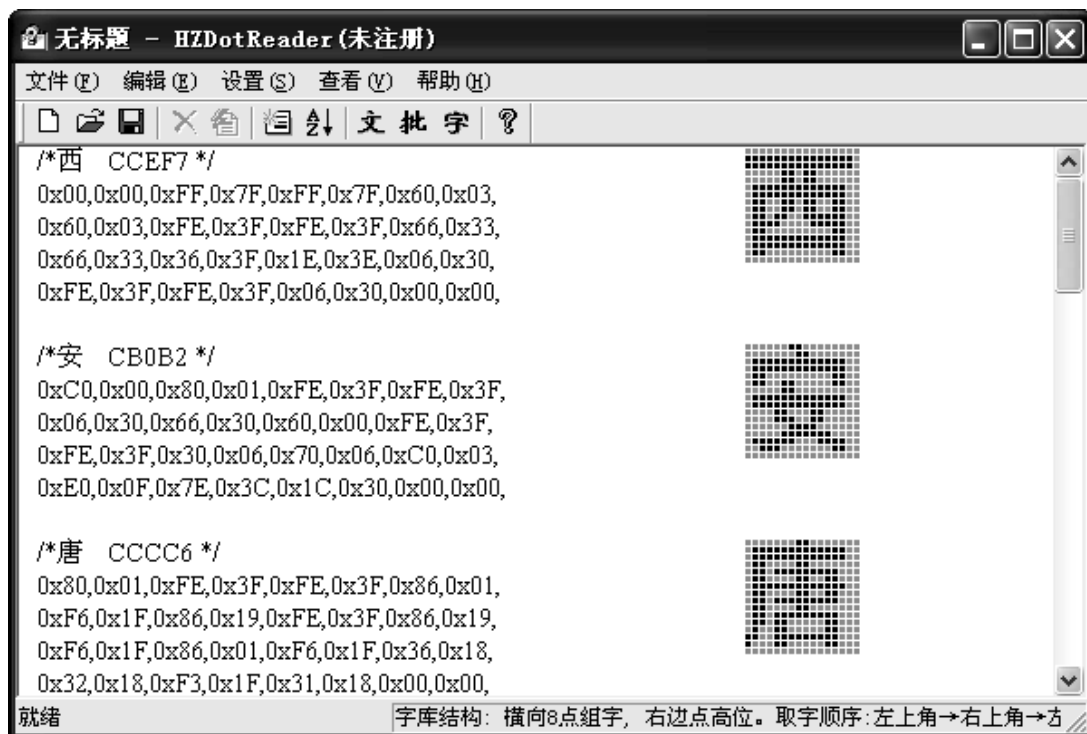 无标题 - HZDotReader(未注册)
文件(F) 编辑(E) 设置(S) 查看(V) 帮助(H)
文 批 字
/*西 CCEF7 */
0x00,0x00,0xFF,0x7F,0xFF,0x7F,0x60,0x03,
0x60,0x03,0xFE,0x3F,0xFE,0x3F,0x66,0x33,
0x66,0x33,0x36,0x3F,0x1E,0x3E,0x06,0x30,
0xFE,0x3F,0xFE,0x3F,0x06,0x30,0x00,0x00,
西
/*安 CB0B2 */
0xC0,0x00,0x80,0x01,0xFE,0x3F,0xFE,0x3F,
0x06,0x30,0x66,0x30,0x60,0x00,0xFE,0x3F,
0xFE,0x3F,0x30,0x06,0x70,0x06,0xC0,0x03,
0xE0,0x0F,0x7E,0x3C,0x1C,0x30,0x00,0x00,
安
/*唐 CCCC6 */
0x80,0x01,0xFE,0x3F,0xFE,0x3F,0x86,0x01,
0xF6,0x1F,0x86,0x19,0xFE,0x3F,0x86,0x19,
0xF6,0x1F,0x86,0x01,0xF6,0x1F,0x36,0x18,
0x32,0x18,0xF3,0x1F,0x31,0x18,0x00,0x00,
唐
就绪
字库结构: 横向8点组字, 右边点高位。取字顺序:左上角→右上角→左